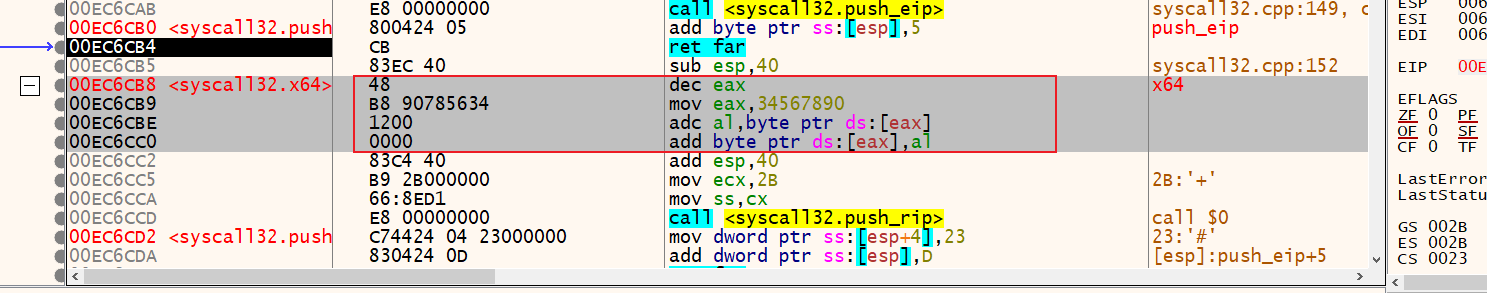 00EC6CAB E8 00000000 call <syscall32.push_eip> syscall32.cpp:149, c
00EC6CB0 <syscall32.push 800424 05 add byte ptr ss:[esp],5 push_eip
00EC6CB4 CB ret far
00EC6CB5 83EC 40 sub esp,40 syscall32.cpp:152
00EC6CB8 <syscall32.x64> 48 dec eax x64
00EC6CB9 B8 90785634 mov eax,34567890
00EC6CBE 1200 adc al,byte ptr ds:[eax]
00EC6CC0 0000 add byte ptr ds:[eax],al
00EC6CC2 83C4 40 add esp,40
00EC6CC5 B9 2B000000 mov ecx,2B 2B:'+'
00EC6CCA 66:8ED1 mov ss,cx
00EC6CCD E8 00000000 call <syscall32.push_rip> call $0
00EC6CD2 <syscall32.push C74424 04 23000000 mov dword ptr ss:[esp+4],23 23:'#'
00EC6CDA 830424 0D add dword ptr ss:[esp],D [esp]:push_eip+5
ESP 006
ESI 006
EDI 006
EIP 00E
EFLAGS
ZF 0 PF
OF 0 SF
CF 0 TF
LastError
LastStatu
GS 002B
ES 002B
CS 0023